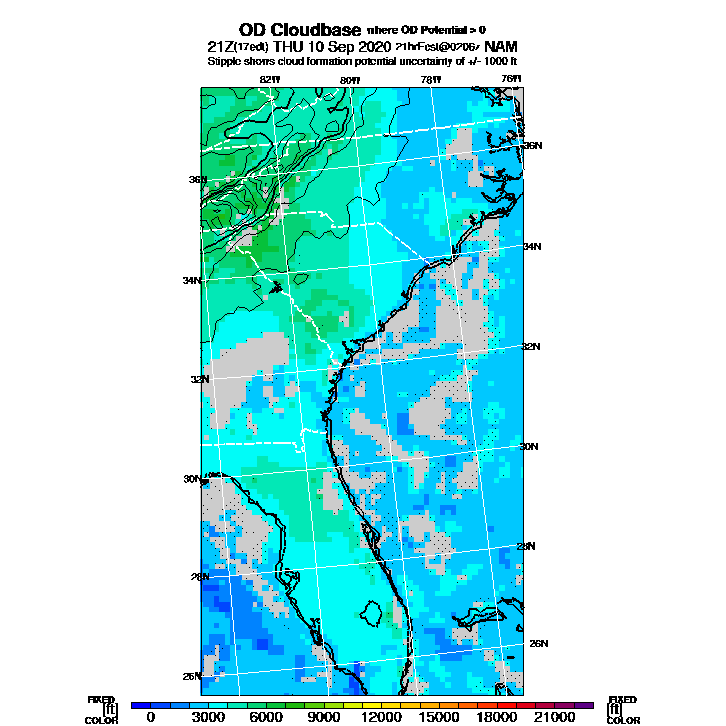 OD Cloudbase where OD Potential > 0
21Z(17edt) THU 10 Sep 2020 21hrFcst@0206z NAM
Stipple shows cloud formation potential uncertainty of +/- 1000 ft
82W 80W 78W 76W
36N
36N
34N
34N
32N
32N
30N
30N
28N
28N
26N
26N
FIXED FIXED
[ft] [ft]
COLOR COLOR
0 3000 6000 9000 12000 15000 18000 21000